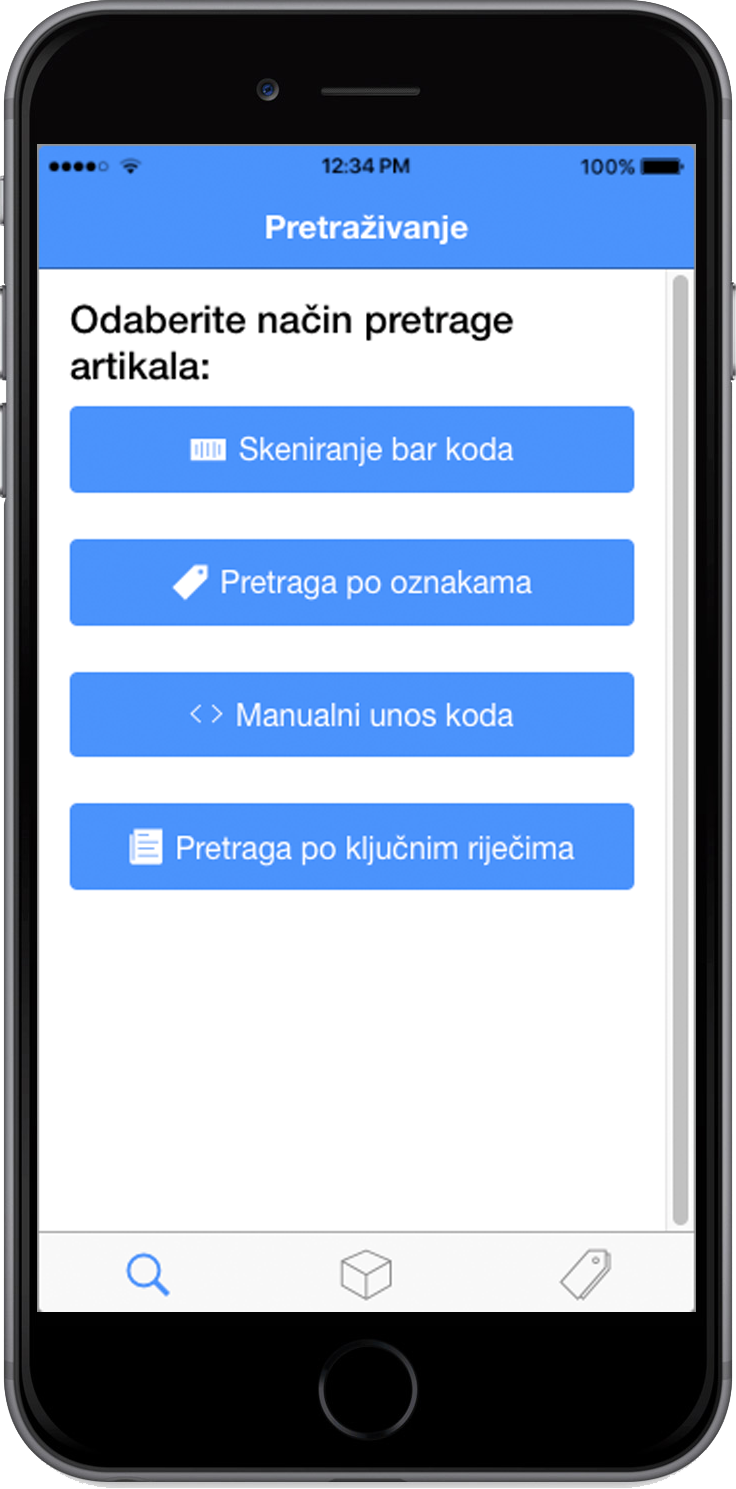 12:34 PM 100%
Pretraživanje
Odaberite način pretrage
artikala:
Skeniranje bar koda
Pretraga po oznakama
Manualni unos koda
Pretraga po ključnim riječima